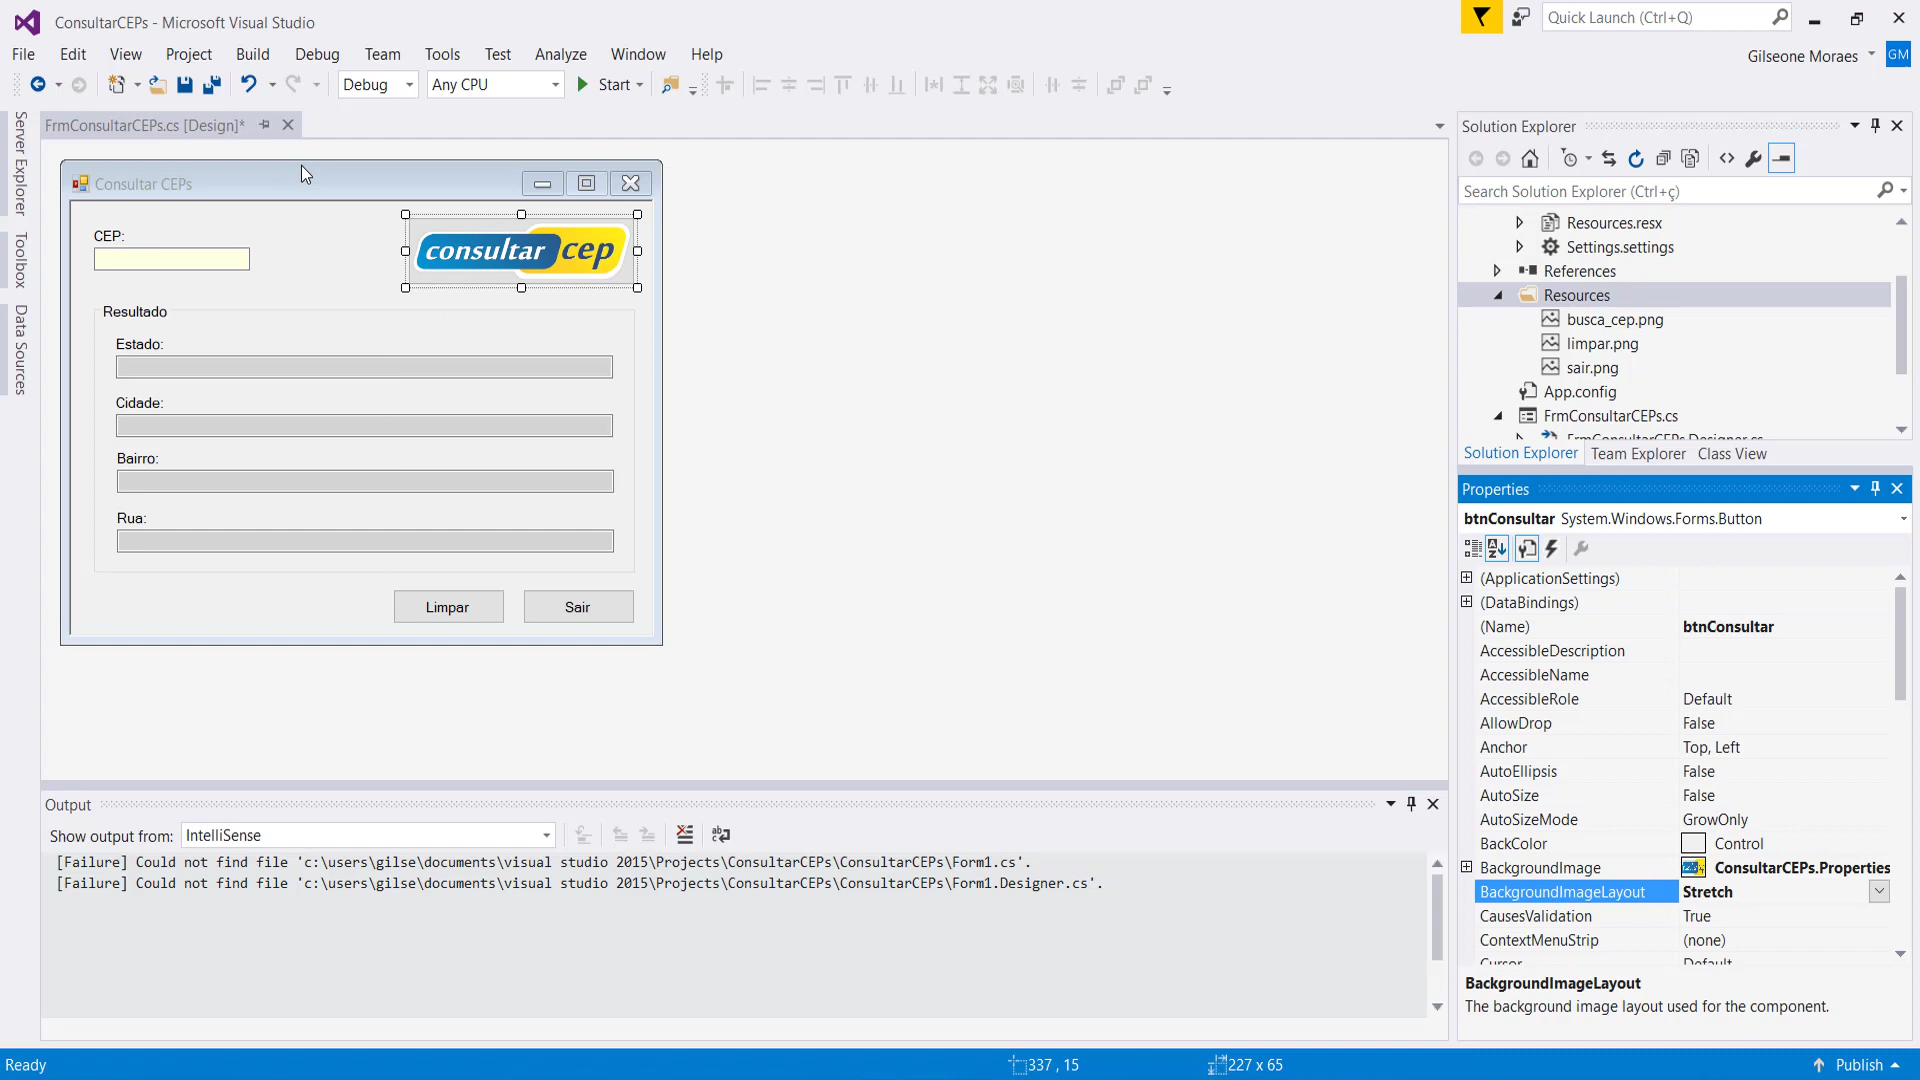 ConsultarCEPs - Microsoft Visual Studio
Quick Launch (Ctrl+Q)
File Edit View Project Build Debug Team Tools Test Analyze Window Help
Gilseone Moraes GM
Debug Any CPU Start
FrmConsultarCEPs.cs [Design]*
Server Explorer
Toolbox
Data Sources
Consultar CEPs
CEP:
consultar cep
Resultado
Estado:
Cidade:
Bairro:
Rua:
Limpar Sair
Solution Explorer
Search Solution Explorer (Ctrl+ç)
Resources.resx
Settings.settings
References
Resources
busca_cep.png
limpar.png
sair.png
App.config
FrmConsultarCEPs.cs
FrmConsultarCEPs.Designer.cs
Solution Explorer Team Explorer Class View
Properties
btnConsultar System.Windows.Forms.Button
(ApplicationSettings)
(DataBindings)
(Name) btnConsultar
AccessibleDescription
AccessibleName
AccessibleRole Default
AllowDrop False
Anchor Top, Left
AutoEllipsis False
AutoSize False
AutoSizeMode GrowOnly
BackColor Control
BackgroundImage ConsultarCEPs.Properties
BackgroundImageLayout Stretch
CausesValidation True
ContextMenuStrip (none)
Cursor Default
BackgroundImageLayout
The background image layout used for the component.
Output
Show output from: IntelliSense
[Failure] Could not find file 'c:\users\gilse\documents\visual studio 2015\Projects\ConsultarCEPs\ConsultarCEPs\Form1.cs'.
[Failure] Could not find file 'c:\users\gilse\documents\visual studio 2015\Projects\ConsultarCEPs\ConsultarCEPs\Form1.Designer.cs'.
Ready 337 , 15 227 x 65 Publish